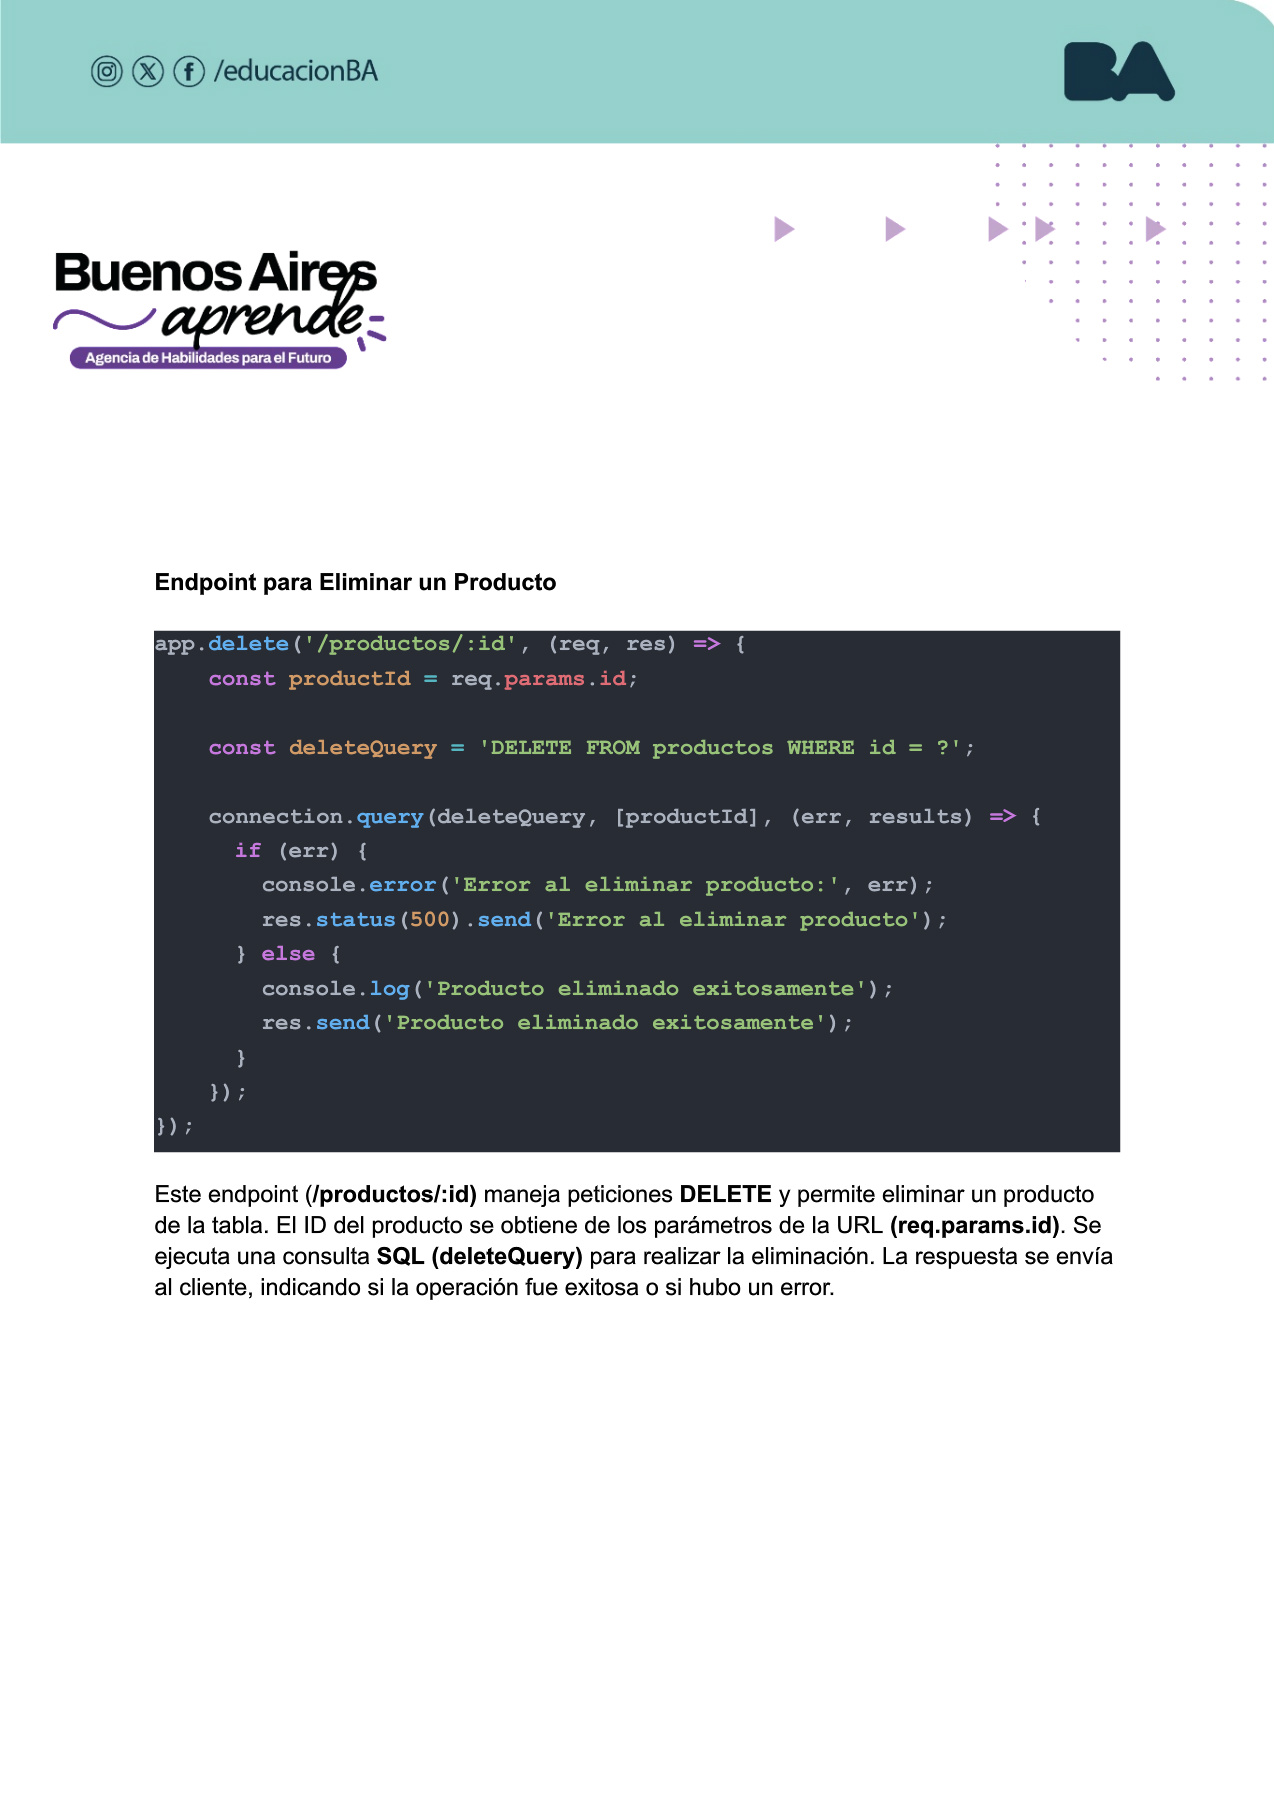 /educacionBA
BA
Buenos Aires
aprende
Agencia de Habilidades para el Futuro
Endpoint para Eliminar un Producto
app.delete('/productos/:id', (req, res) => {
    const productId = req.params.id;

    const deleteQuery = 'DELETE FROM productos WHERE id = ?';

    connection.query(deleteQuery, [productId], (err, results) => {
      if (err) {
        console.error('Error al eliminar producto:', err);
        res.status(500).send('Error al eliminar producto');
      } else {
        console.log('Producto eliminado exitosamente');
        res.send('Producto eliminado exitosamente');
      }
    });
});
Este endpoint (/productos/:id) maneja peticiones DELETE y permite eliminar un producto
de la tabla. El ID del producto se obtiene de los parámetros de la URL (req.params.id). Se
ejecuta una consulta SQL (deleteQuery) para realizar la eliminación. La respuesta se envía
al cliente, indicando si la operación fue exitosa o si hubo un error.